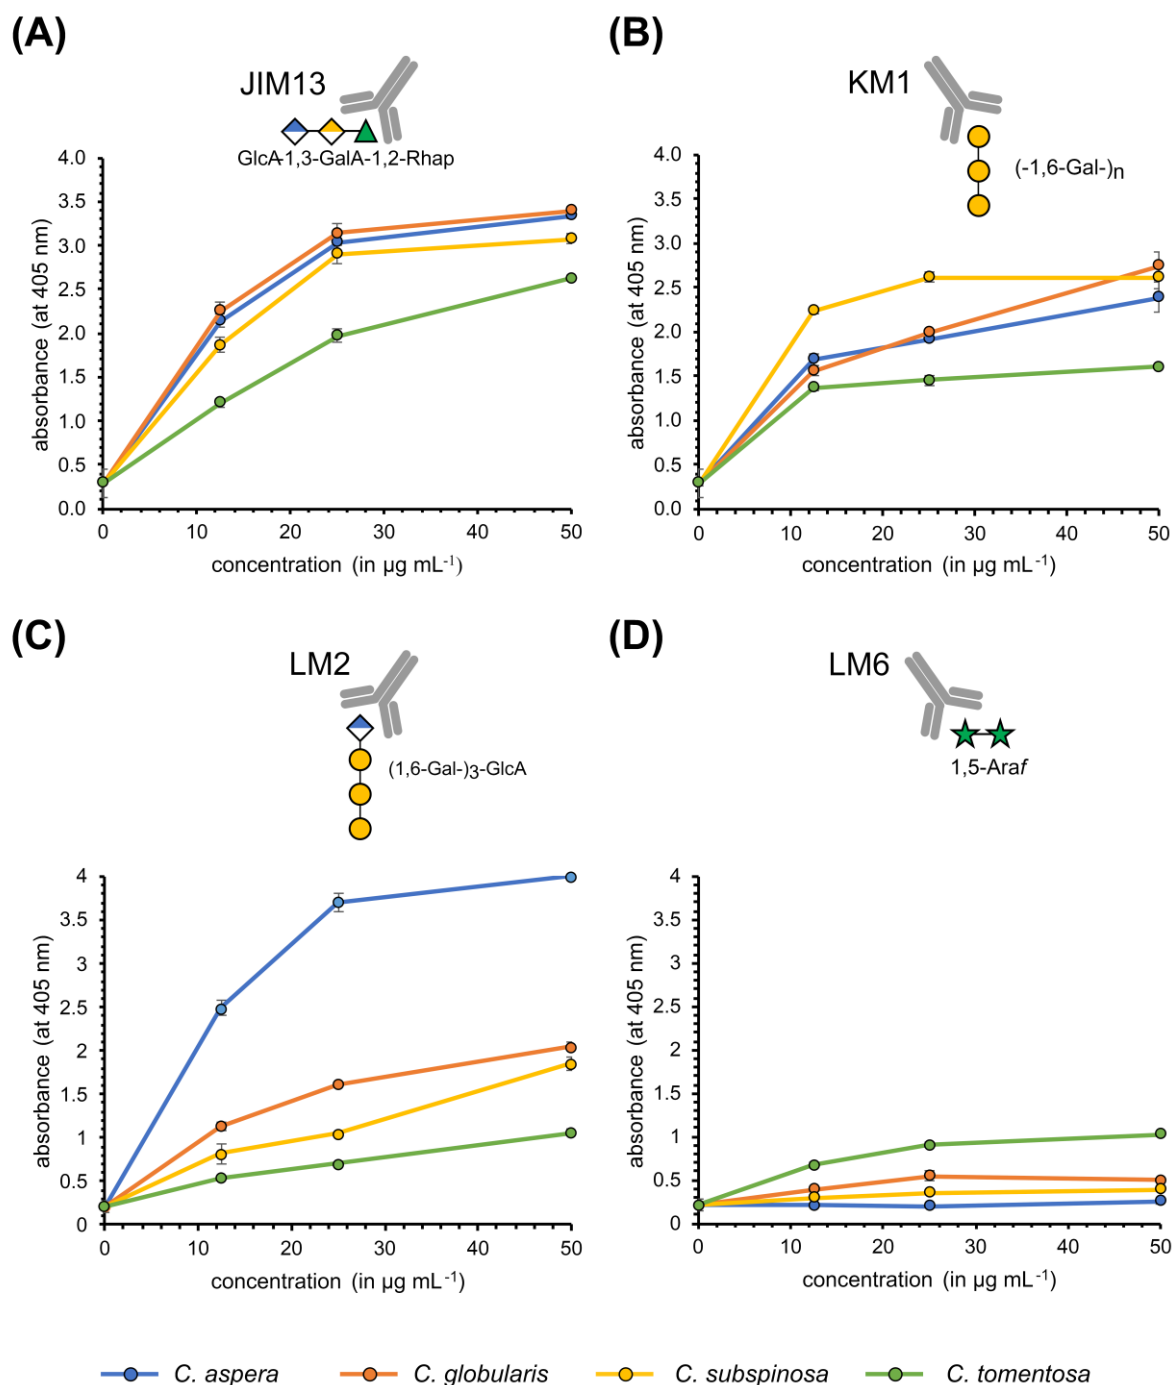 (A)
JIM13
GlcA-1,3-GalA-1,2-Rhap
4.0
3.5
3.0
2.5
2.0
1.5
1.0
0.5
0.0
absorbance (at 405 nm)
0 10 20 30 40 50
concentration (in µg mL-1)
(B)
KM1
(-1,6-Gal-)n
4.0
3.5
3.0
2.5
2.0
1.5
1.0
0.5
0.0
absorbance (at 405 nm)
0 10 20 30 40 50
concentration (in µg mL-1)
(C)
LM2
(1,6-Gal-)3-GlcA
4
3.5
3
2.5
2
1.5
1
0.5
0
absorbance (at 405 nm)
0 10 20 30 40 50
concentration (in µg mL-1)
(D)
LM6
1,5-Araf
4
3.5
3
2.5
2
1.5
1
0.5
0
absorbance (at 405 nm)
0 10 20 30 40 50
concentration (in µg mL-1)
C. aspera C. globularis C. subspinosa C. tomentosa